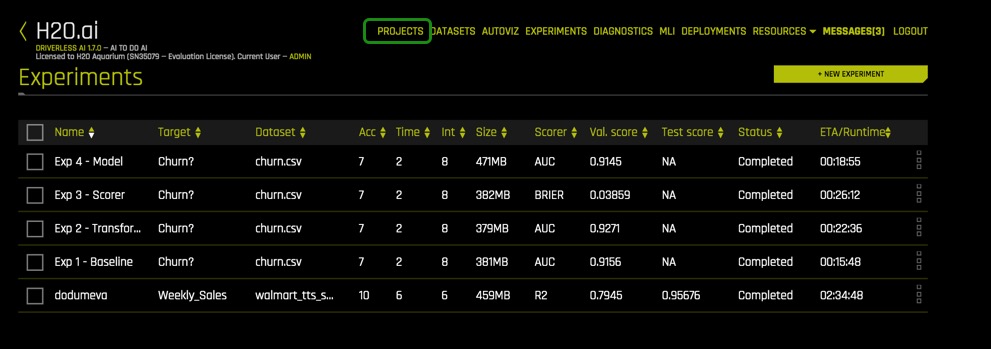 H2O.ai
PROJECTS DATASETS AUTOVIZ EXPERIMENTS DIAGNOSTICS MLI DEPLOYMENTS RESOURCES MESSAGES[3] LOGOUT
DRIVERLESS AI 1.7.0 – AI TO DO AI
Licensed to H2O Aquarium (SN35079 – Evaluation License). Current User – ADMIN
Experiments
+ NEW EXPERIMENT
Name Target Dataset Acc Time Int Size Scorer Val. score Test score Status ETA/Runtime
Exp 4 - Model Churn? churn.csv 7 2 8 471MB AUC 0.9145 NA Completed 00:18:55
Exp 3 - Scorer Churn? churn.csv 7 2 8 382MB BRIER 0.03859 NA Completed 00:26:12
Exp 2 - Transfor... Churn? churn.csv 7 2 8 379MB AUC 0.9271 NA Completed 00:22:36
Exp 1 - Baseline Churn? churn.csv 7 2 8 381MB AUC 0.9156 NA Completed 00:15:48
dodumeva Weekly_Sales walmart_tts_s... 10 6 6 459MB R2 0.7945 0.95676 Completed 02:34:48